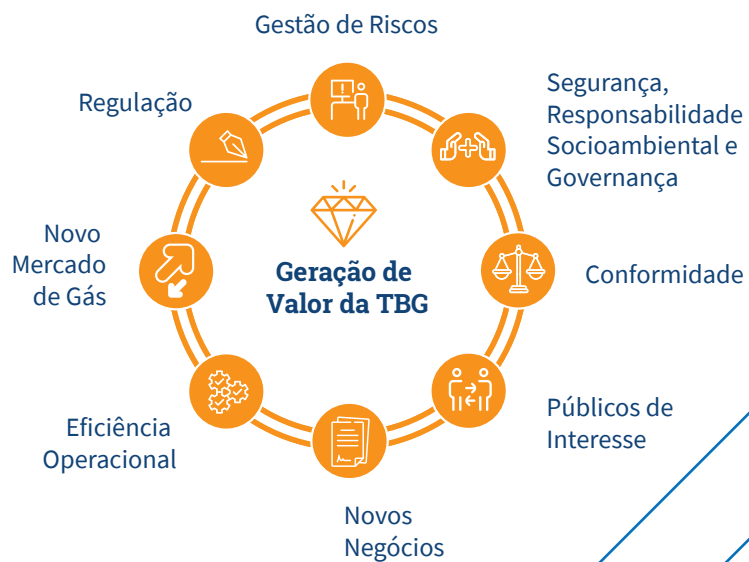 Gestão de Riscos
Segurança,
Responsabilidade
Socioambiental e
Governança
Conformidade
Públicos de
Interesse
Novos
Negócios
Eficiência
Operacional
Novo
Mercado
de Gás
Regulação
Geração de
Valor da TBG